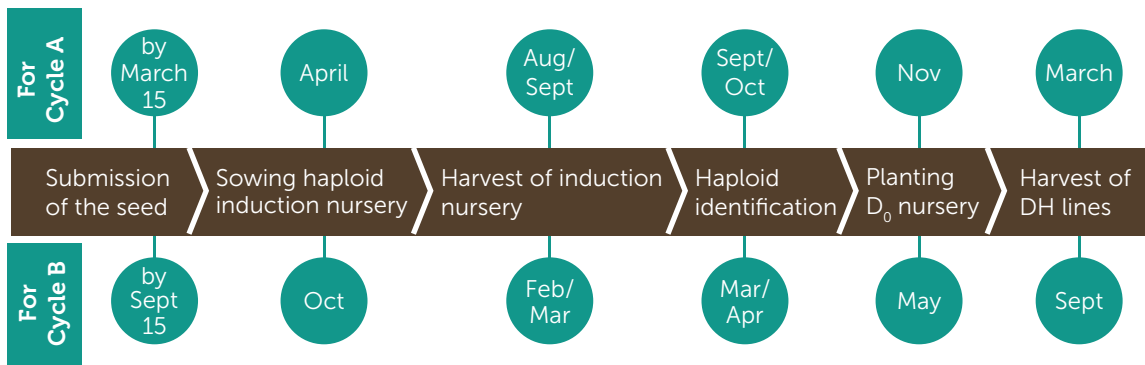 For
Cycle A
by
March
15
April
Aug/
Sept
Sept/
Oct
Nov
March
Submission
of the seed
Sowing haploid
induction nursery
Harvest of induction
nursery
Haploid
identification
Planting
D₀ nursery
Harvest of
DH lines
For
Cycle B
by
Sept
15
Oct
Feb/
Mar
Mar/
Apr
May
Sept